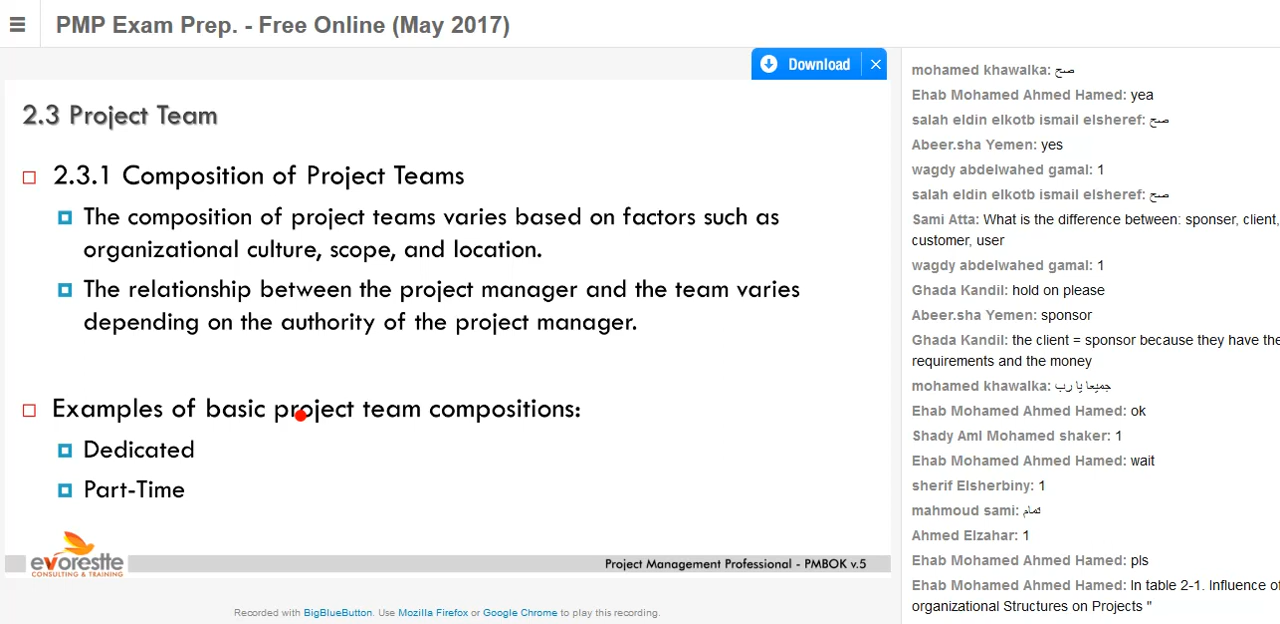 PMP Exam Prep. - Free Online (May 2017)
Download
2.3 Project Team
2.3.1 Composition of Project Teams
The composition of project teams varies based on factors such as
organizational culture, scope, and location.
The relationship between the project manager and the team varies
depending on the authority of the project manager.
Examples of basic project team compositions:
Dedicated
Part-Time
evorestte
CONSULTING & TRAINING
Project Management Professional - PMBOK v.5
Recorded with BigBlueButton. Use Mozilla Firefox or Google Chrome to play this recording.
mohamed khawalka: صح
Ehab Mohamed Ahmed Hamed: yea
salah eldin elkotb ismail elsheref: صح
Abeer.sha Yemen: yes
wagdy abdelwahed gamal: 1
salah eldin elkotb ismail elsheref: صح
Sami Atta: What is the difference between: sponser, client,
customer, user
wagdy abdelwahed gamal: 1
Ghada Kandil: hold on please
Abeer.sha Yemen: sponsor
Ghada Kandil: the client = sponsor because they have the
requirements and the money
mohamed khawalka: جميعا يا رب
Ehab Mohamed Ahmed Hamed: ok
Shady Aml Mohamed shaker: 1
Ehab Mohamed Ahmed Hamed: wait
sherif Elsherbiny: 1
mahmoud sami: تمام
Ahmed Elzahar: 1
Ehab Mohamed Ahmed Hamed: pls
Ehab Mohamed Ahmed Hamed: In table 2-1. Influence of
organizational Structures on Projects "